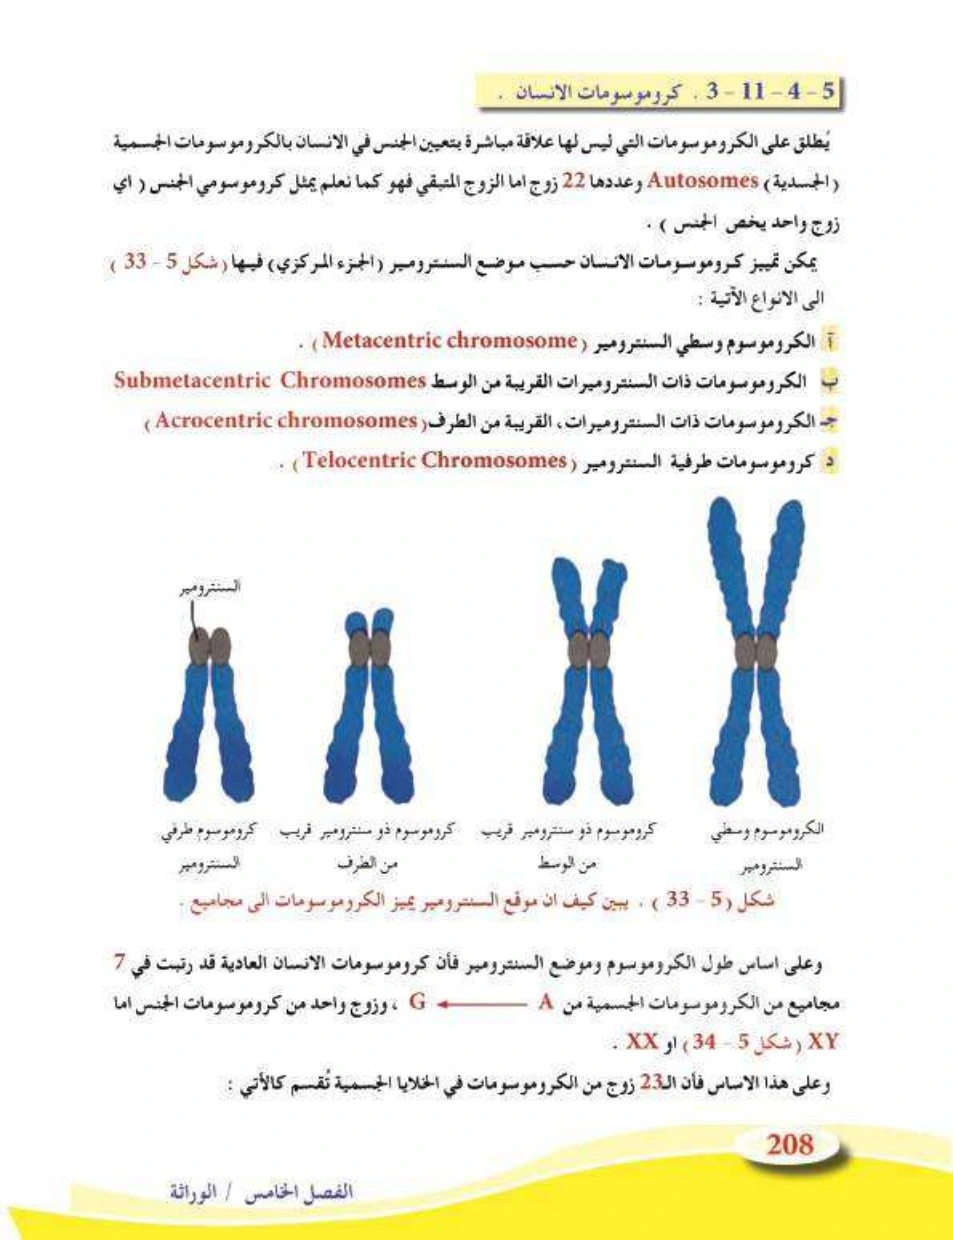 5 - 4 - 11 - 3 . كروموسومات الانسان .
يُطلق على الكروموسومات التي ليس لها علاقة مباشرة بتعيين الجنس في الانسان بالكروموسومات الجسمية
( الجسدية ) Autosomes وعددها 22 زوج اما الزوج المتبقي فهو كما نعلم يمثل كروموسومي الجنس ( اي
زوج واحد يخص الجنس ) .
يمكن تمييز كروموسومات الانسان حسب موضع السنترومير ( الجزء المركزي ) فيها ( شكل 5 - 33 )
الى الانواع الآتية :
أ الكروموسوم وسطي السنترومير ( Metacentric chromosome ) .
ب الكروموسومات ذات السنتروميرات القريبة من الوسط Submetacentric Chromosomes
جـ الكروموسومات ذات السنتروميرات، القريبة من الطرف ( Acrocentric chromosomes )
د كروموسومات طرفية السنترومير ( Telocentric Chromosomes ) .
السنترومير
الكروموسوم وسطي
السنترومير
كروموسوم ذو سنترومير قريب
من الوسط
كروموسوم ذو سنترومير قريب
من الطرف
كروموسوم طرفي
السنترومير
شكل ( 5 - 33 ) . يبين كيف ان موقع السنترومير يميز الكروموسومات الى مجاميع .
وعلى اساس طول الكروموسوم وموضع السنترومير فأن كروموسومات الانسان العادية قد رتبت في 7
مجاميع من الكروموسومات الجسمية من A ← G ، وزوج واحد من كروموسومات الجنس اما
XY ( شكل 5 - 34 ) او XX .
وعلى هذا الاساس فأن الـ23 زوج من الكروموسومات في الخلايا الجسمية تُقسم كالأتي :
208
الفصل الخامس / الوراثة